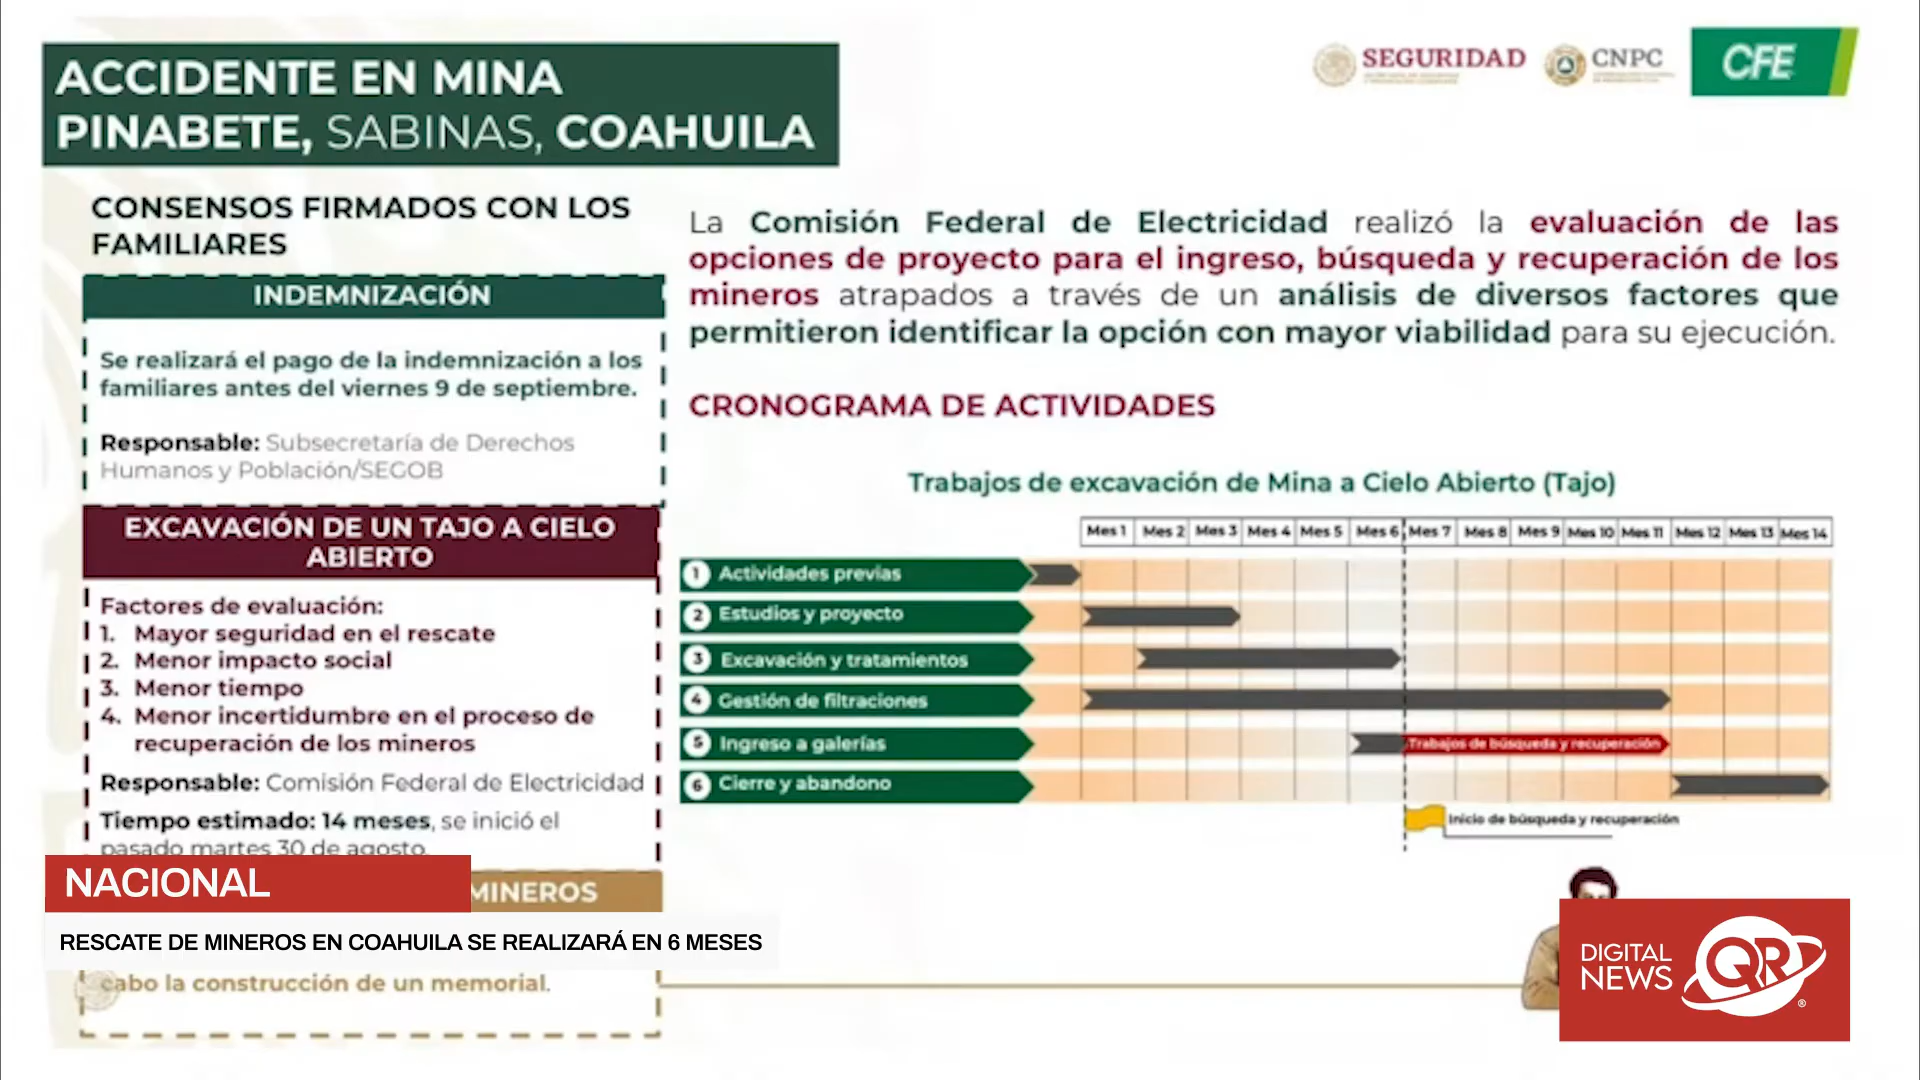 ACCIDENTE EN MINA
PINABETE, SABINAS, COAHUILA
SEGURIDAD
CNPC
CFE
CONSENSOS FIRMADOS CON LOS
FAMILIARES
INDEMNIZACIÓN
Se realizará el pago de la indemnización a los
familiares antes del viernes 9 de septiembre.
Responsable: Subsecretaría de Derechos
Humanos y Población/SEGOB
EXCAVACIÓN DE UN TAJO A CIELO
ABIERTO
Factores de evaluación:
1. Mayor seguridad en el rescate
2. Menor impacto social
3. Menor tiempo
4. Menor incertidumbre en el proceso de
recuperación de los mineros
Responsable: Comisión Federal de Electricidad
Tiempo estimado: 14 meses, se inició el
pasado martes 30 de agosto.
MINEROS
cabo la construcción de un memorial.
La Comisión Federal de Electricidad realizó la evaluación de las
opciones de proyecto para el ingreso, búsqueda y recuperación de los
mineros atrapados a través de un análisis de diversos factores que
permitieron identificar la opción con mayor viabilidad para su ejecución.
CRONOGRAMA DE ACTIVIDADES
Trabajos de excavación de Mina a Cielo Abierto (Tajo)
Mes 1 Mes 2 Mes 3 Mes 4 Mes 5 Mes 6 Mes 7 Mes 8 Mes 9 Mes 10 Mes 11 Mes 12 Mes 13 Mes 14
1 Actividades previas
2 Estudios y proyecto
3 Excavación y tratamientos
4 Gestión de filtraciones
5 Ingreso a galerías
Trabajos de búsqueda y recuperación
6 Cierre y abandono
Inicio de búsqueda y recuperación
NACIONAL
RESCATE DE MINEROS EN COAHUILA SE REALIZARÁ EN 6 MESES
DIGITAL
NEWS
QR
®